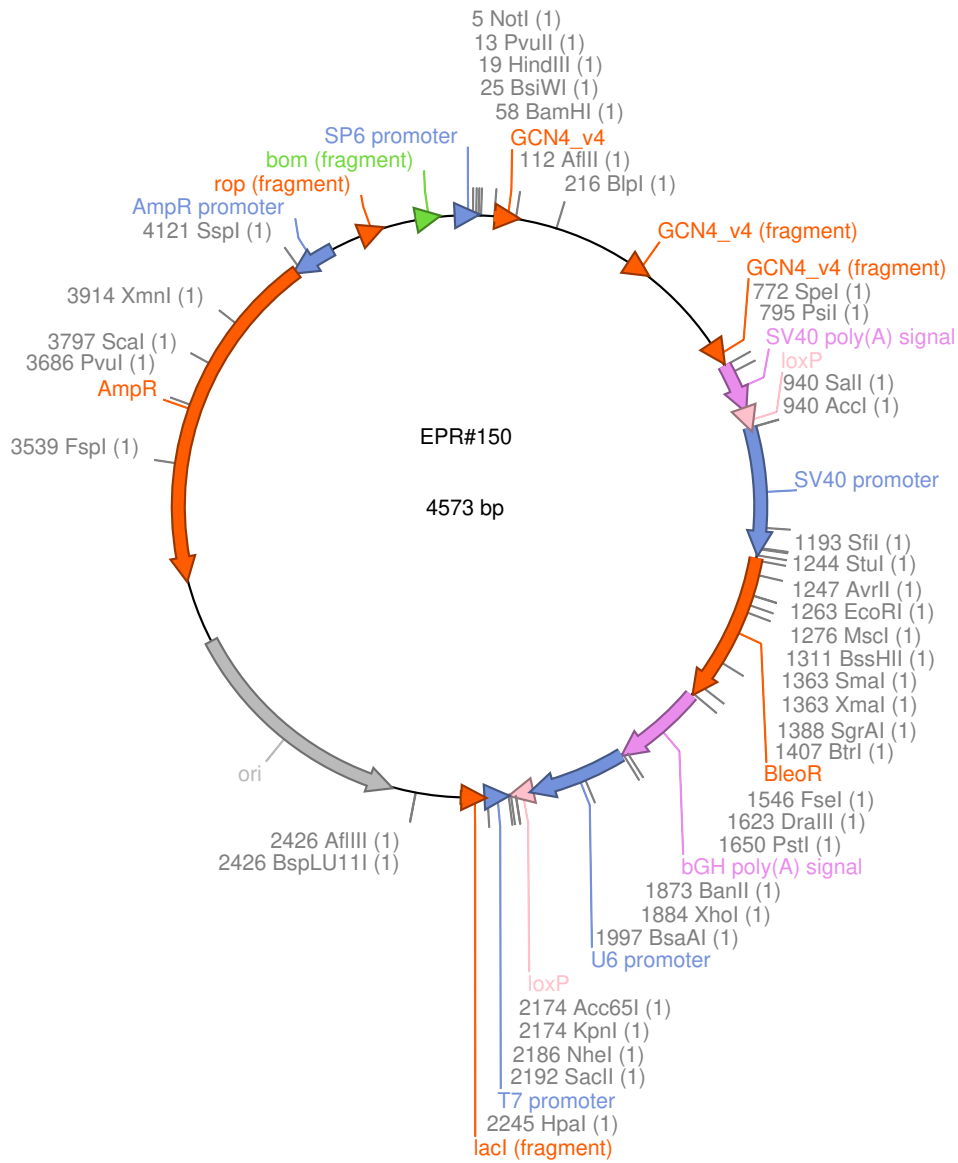 5 NotI (1)
13 PvuII (1)
19 HindIII (1)
25 BsiWI (1)
58 BamHI (1)
SP6 promoter
GCN4_v4
bom (fragment)
112 AflII (1)
rop (fragment)
216 BlpI (1)
AmpR promoter
4121 SspI (1)
GCN4_v4 (fragment)
GCN4_v4 (fragment)
772 SpeI (1)
3914 XmnI (1)
795 PsiI (1)
SV40 poly(A) signal
3797 ScaI (1)
loxP
3686 PvuI (1)
940 SalI (1)
AmpR
940 AccI (1)
EPR#150
3539 FspI (1)
SV40 promoter
4573 bp
1193 SfiI (1)
1244 StuI (1)
1247 AvrII (1)
1263 EcoRI (1)
1276 MscI (1)
1311 BssHII (1)
1363 SmaI (1)
1363 XmaI (1)
1388 SgrAI (1)
1407 BtrI (1)
BleoR
ori
1546 FseI (1)
1623 DraIII (1)
2426 AflIII (1)
1650 PstI (1)
2426 BspLU11I (1)
bGH poly(A) signal
1873 BanII (1)
1884 XhoI (1)
1997 BsaAI (1)
U6 promoter
loxP
2174 Acc65I (1)
2174 KpnI (1)
2186 NheI (1)
2192 SacII (1)
T7 promoter
2245 HpaI (1)
lacI (fragment)